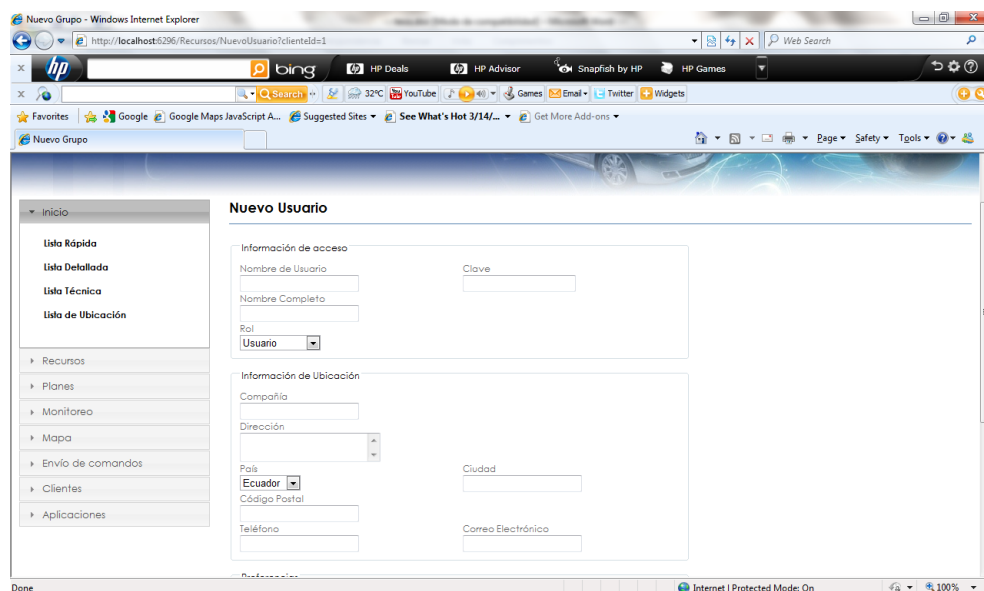 Nuevo Grupo - Windows Internet Explorer
http://localhost:6296/Recursos/NuevoUsuario?clienteId=1
Web Search
hp
bing
HP Deals
HP Advisor
Snapfish by HP
HP Games
Search
32°C
YouTube
Games
Email
Twitter
Widgets
Favorites
Google
Google Maps JavaScript A...
Suggested Sites
See What's Hot 3/14/...
Get More Add-ons
Nuevo Grupo
Page
Safety
Tools
Inicio
Lista Rápida
Lista Detallada
Lista Técnica
Lista de Ubicación
Recursos
Planes
Monitoreo
Mapa
Envío de comandos
Clientes
Aplicaciones
Nuevo Usuario
Información de acceso
Nombre de Usuario
Clave
Nombre Completo
Rol
Usuario
Información de Ubicación
Compañía
Dirección
País
Ciudad
Ecuador
Código Postal
Teléfono
Correo Electrónico
Done
Internet | Protected Mode: On
100%